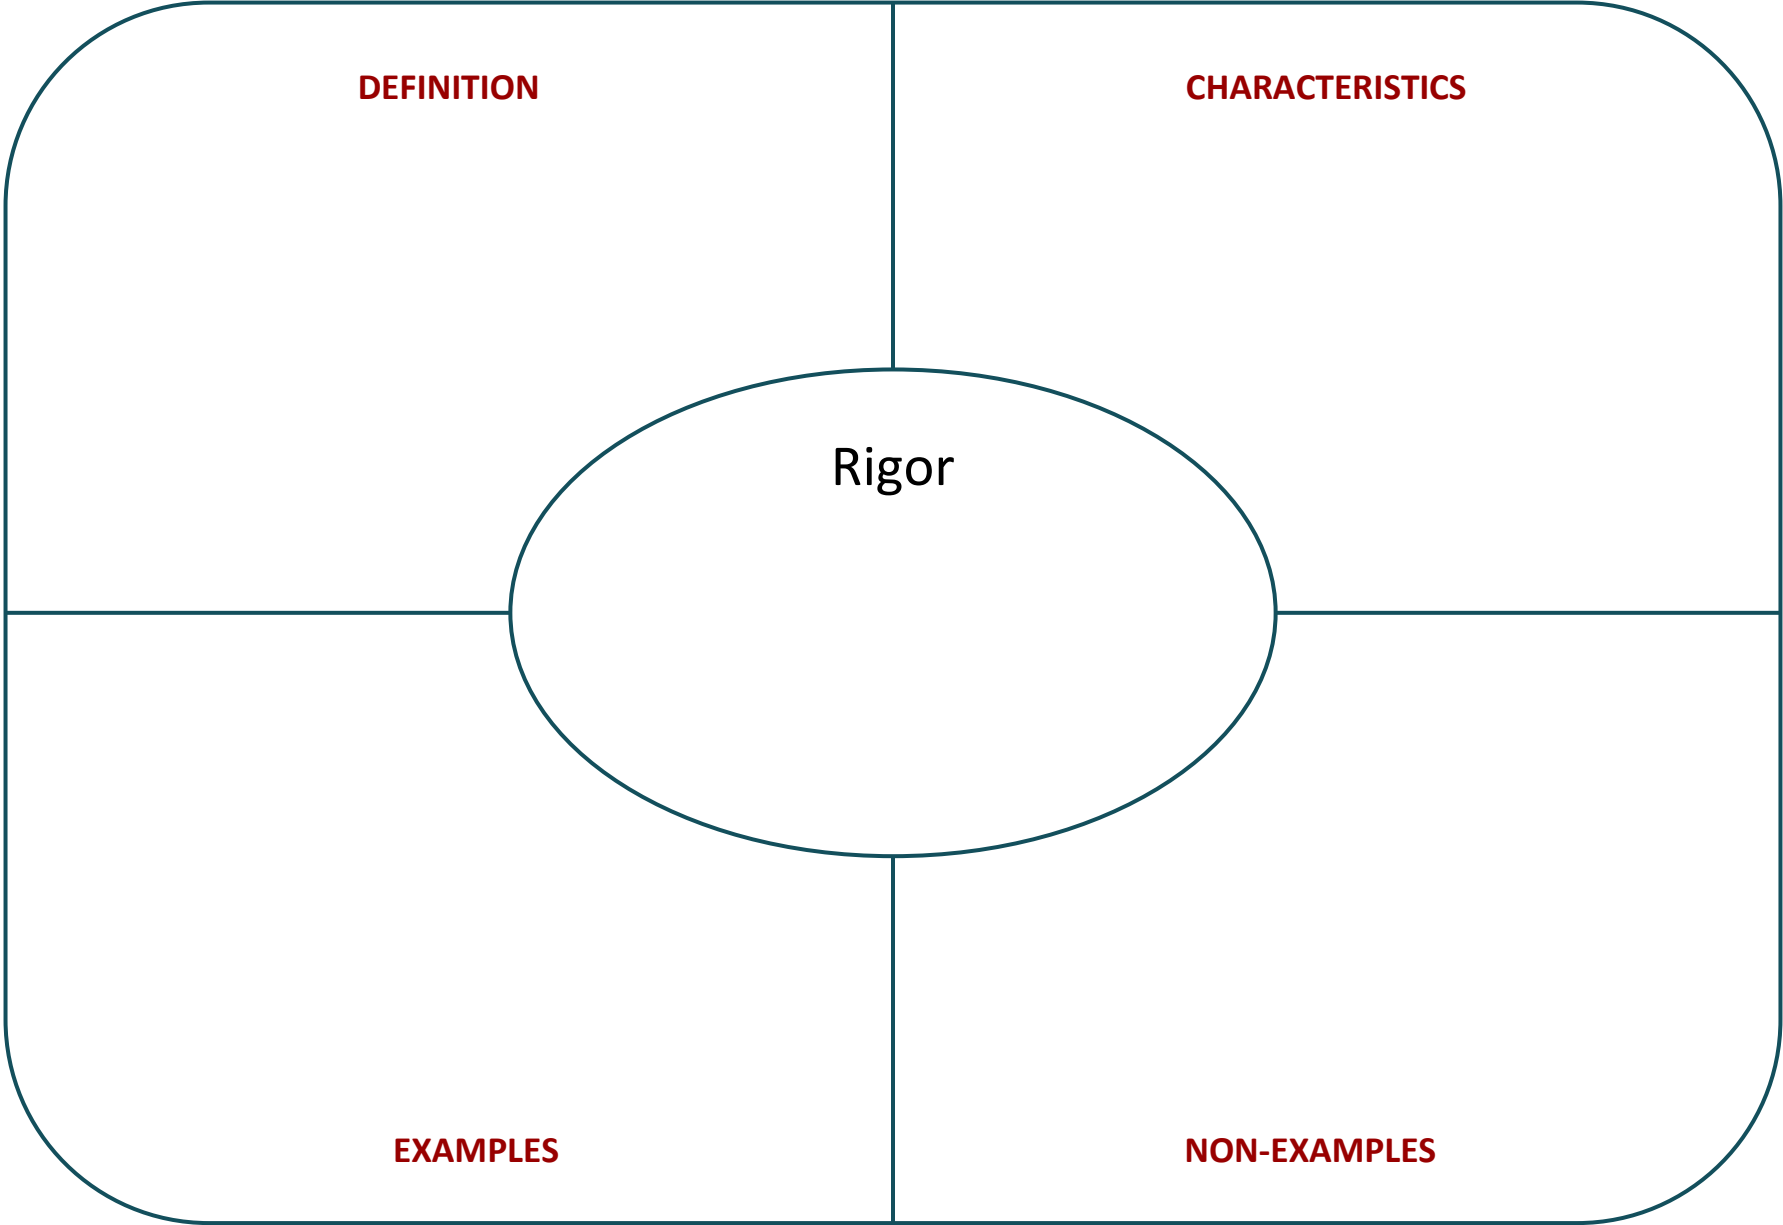 DEFINITION
CHARACTERISTICS
Rigor
EXAMPLES
NON-EXAMPLES